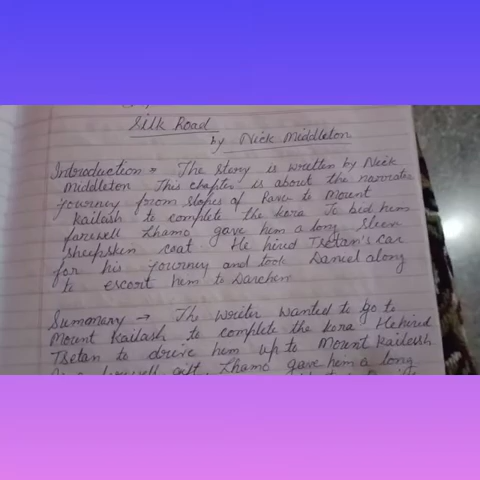 Silk Road
by Nick Middleton
Introduction → The story is written by Nick
Middleton This chapter is about the narrates
journey from slopes of Ravu to Mount
Kailash to complete the kora To bid him
farewell Lhamo gave him a long Sleev
sheepskin coat He hired Tsetan's car
for his journey and took Daniel along
to escort him to Darchen
Summary → The writer wanted to go to
Mount Kailash to complete the kora He hired
Tsetan to drive him up to Mount Kailash
farewell gift, Lhamo gave him a long